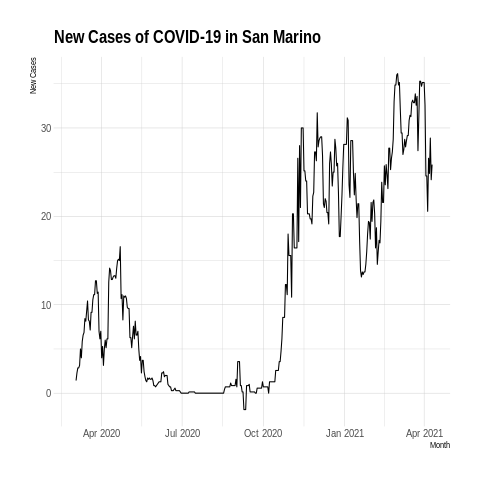 New Cases of COVID-19 in San Marino
New Cases
30
20
10
0
Apr 2020 Jul 2020 Oct 2020 Jan 2021 Apr 2021
Month